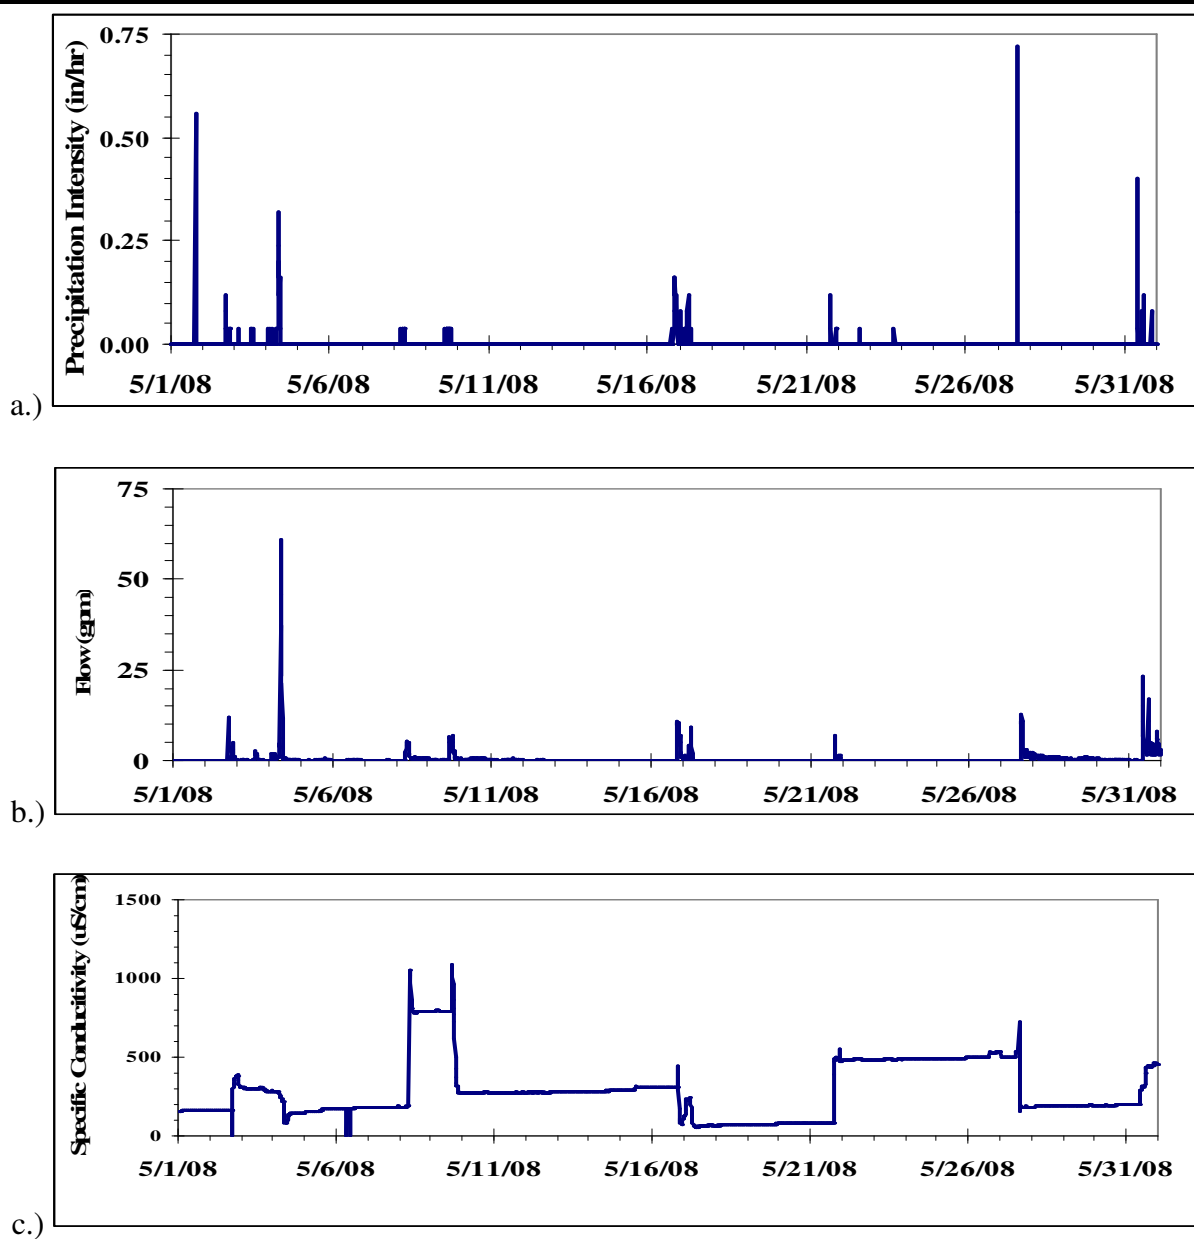 Precipitation Intensity (in/hr)
0.75
0.50
0.25
0.00
5/1/08 5/6/08 5/11/08 5/16/08 5/21/08 5/26/08 5/31/08
a.)
Flow (gpm)
75
50
25
0
5/1/08 5/6/08 5/11/08 5/16/08 5/21/08 5/26/08 5/31/08
b.)
Specific Conductivity (uS/cm)
1500
1000
500
0
5/1/08 5/6/08 5/11/08 5/16/08 5/21/08 5/26/08 5/31/08
c.)